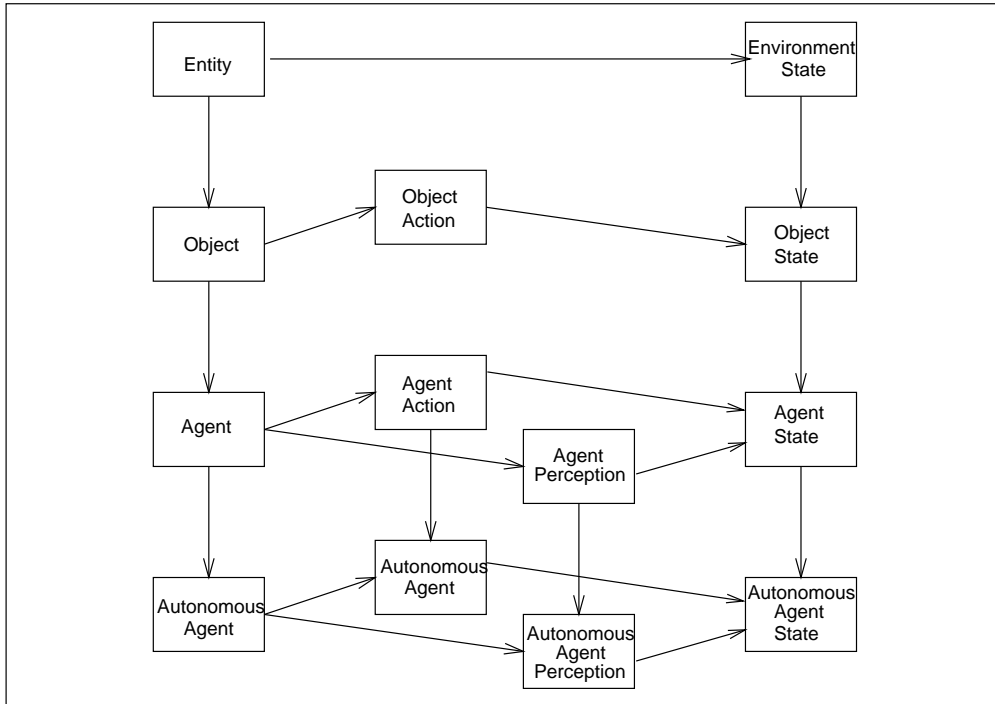 Entity
Environment
State
Object
Action
Object
Object
State
Agent
Action
Agent
Agent
State
Agent
Perception
Autonomous
Agent
Autonomous
Agent
Autonomous
Agent
State
Autonomous
Agent
Perception